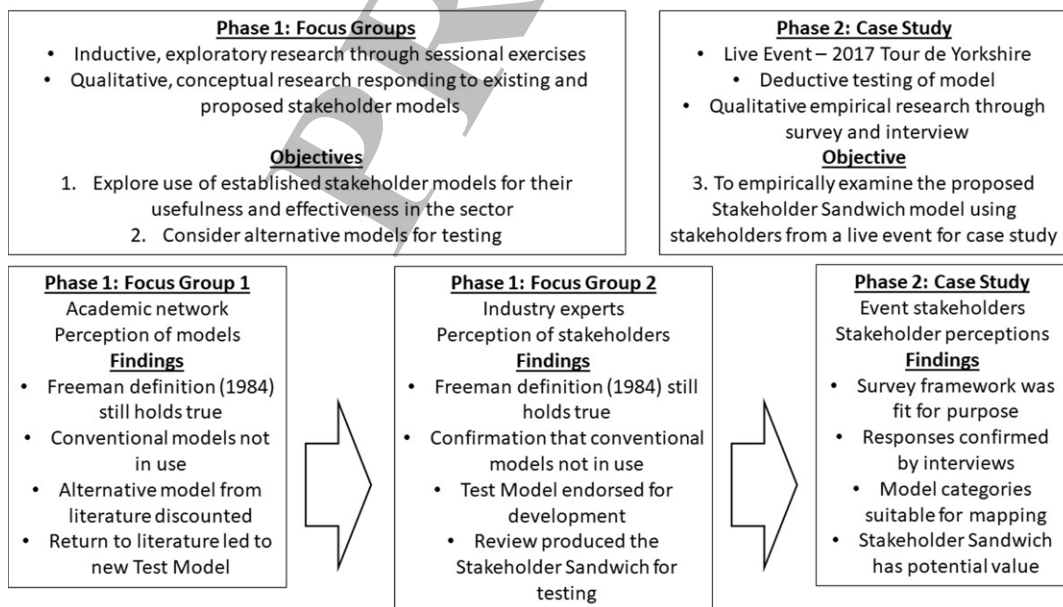 Phase 1: Focus Groups
• Inductive, exploratory research through sessional exercises
• Qualitative, conceptual research responding to existing and
proposed stakeholder models
Objectives
1. Explore use of established stakeholder models for their
usefulness and effectiveness in the sector
2. Consider alternative models for testing
Phase 2: Case Study
• Live Event – 2017 Tour de Yorkshire
• Deductive testing of model
• Qualitative empirical research through
survey and interview
Objective
3. To empirically examine the proposed
Stakeholder Sandwich model using
stakeholders from a live event for case study
Phase 1: Focus Group 1
Academic network
Perception of models
Findings
• Freeman definition (1984)
still holds true
• Conventional models not
in use
• Alternative model from
literature discounted
• Return to literature led to
new Test Model
Phase 1: Focus Group 2
Industry experts
Perception of stakeholders
Findings
• Freeman definition (1984) still
holds true
• Confirmation that conventional
models not in use
• Test Model endorsed for
development
• Review produced the
Stakeholder Sandwich for
testing
Phase 2: Case Study
Event stakeholders
Stakeholder perceptions
Findings
• Survey framework was
fit for purpose
• Responses confirmed
by interviews
• Model categories
suitable for mapping
• Stakeholder Sandwich
has potential value